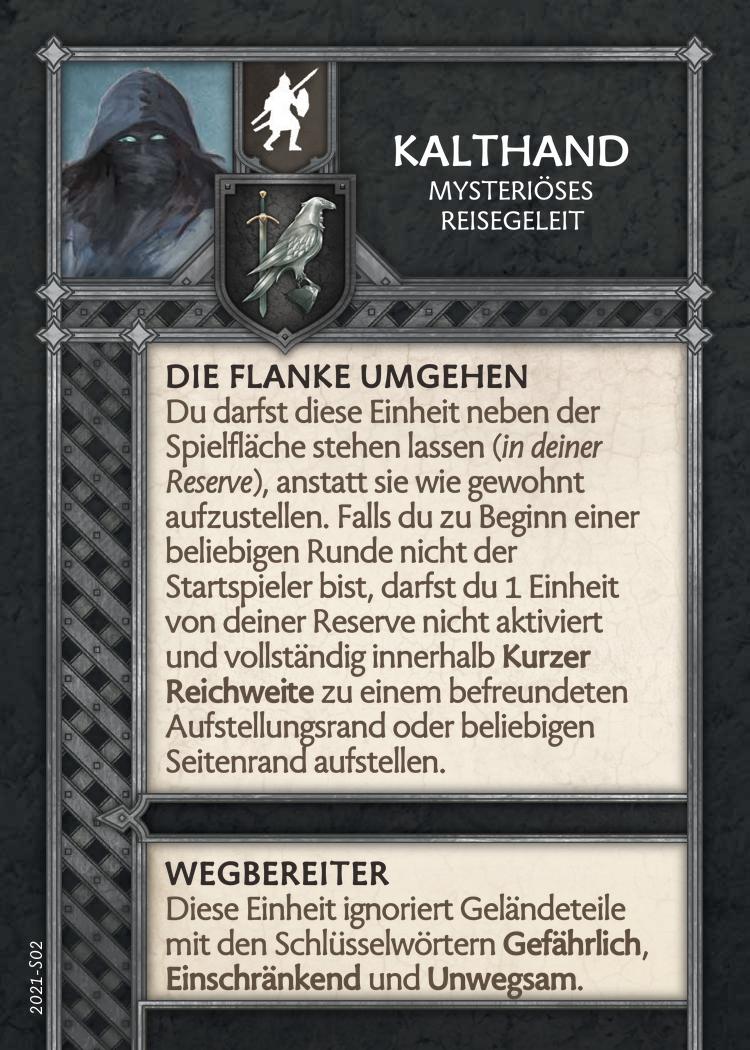 KALTHAND
MYSTERIÖSES
REISEGELEIT
DIE FLANKE UMGEHEN
Du darfst diese Einheit neben der
Spielfläche stehen lassen (in deiner
Reserve), anstatt sie wie gewohnt
aufzustellen. Falls du zu Beginn einer
beliebigen Runde nicht der
Startspieler bist, darfst du 1 Einheit
von deiner Reserve nicht aktiviert
und vollständig innerhalb Kurzer
Reichweite zu einem befreundeten
Aufstellungsrand oder beliebigen
Seitenrand aufstellen.
WEGBEREITER
Diese Einheit ignoriert Geländeteile
mit den Schlüsselwörtern Gefährlich,
Einschränkend und Unwegsam.
2021-S02